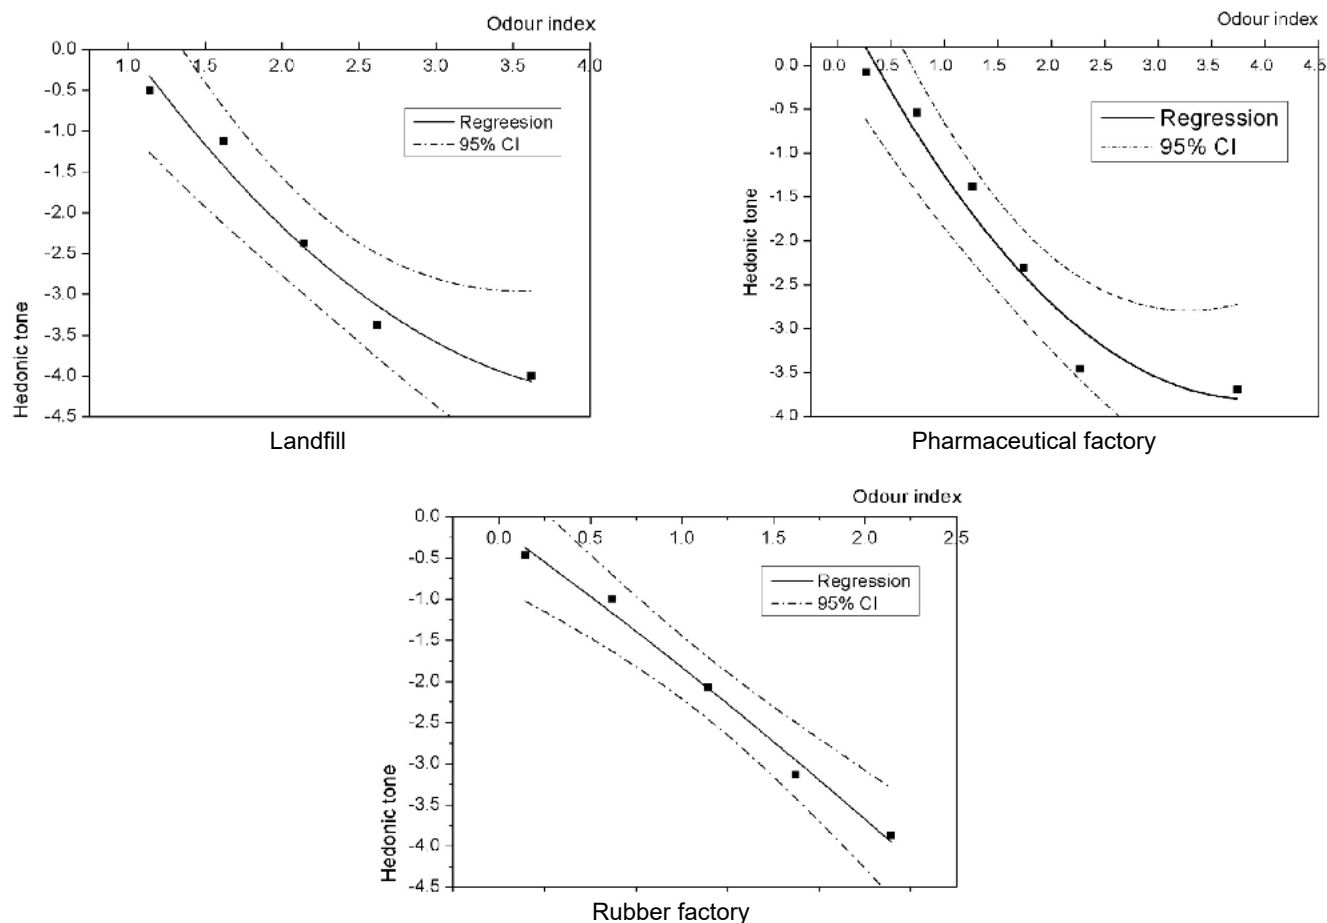 Odour index
0.0
1.0 1.5 2.0 2.5 3.0 3.5 4.0
-0.5
-1.0
-1.5
-2.0
-2.5
-3.0
-3.5
-4.0
-4.5
Hedonic tone
Regreesion
95% CI
Landfill
Odour index
0.0 0.5 1.0 1.5 2.0 2.5 3.0 3.5 4.0 4.5
0.0
-0.5
-1.0
-1.5
-2.0
-2.5
-3.0
-3.5
-4.0
Hedonic tone
Regression
95% CI
Pharmaceutical factory
Odour index
0.0
0.0 0.5 1.0 1.5 2.0 2.5
-0.5
-1.0
-1.5
-2.0
-2.5
-3.0
-3.5
-4.0
-4.5
Hedonic tone
Regression
95% CI
Rubber factory